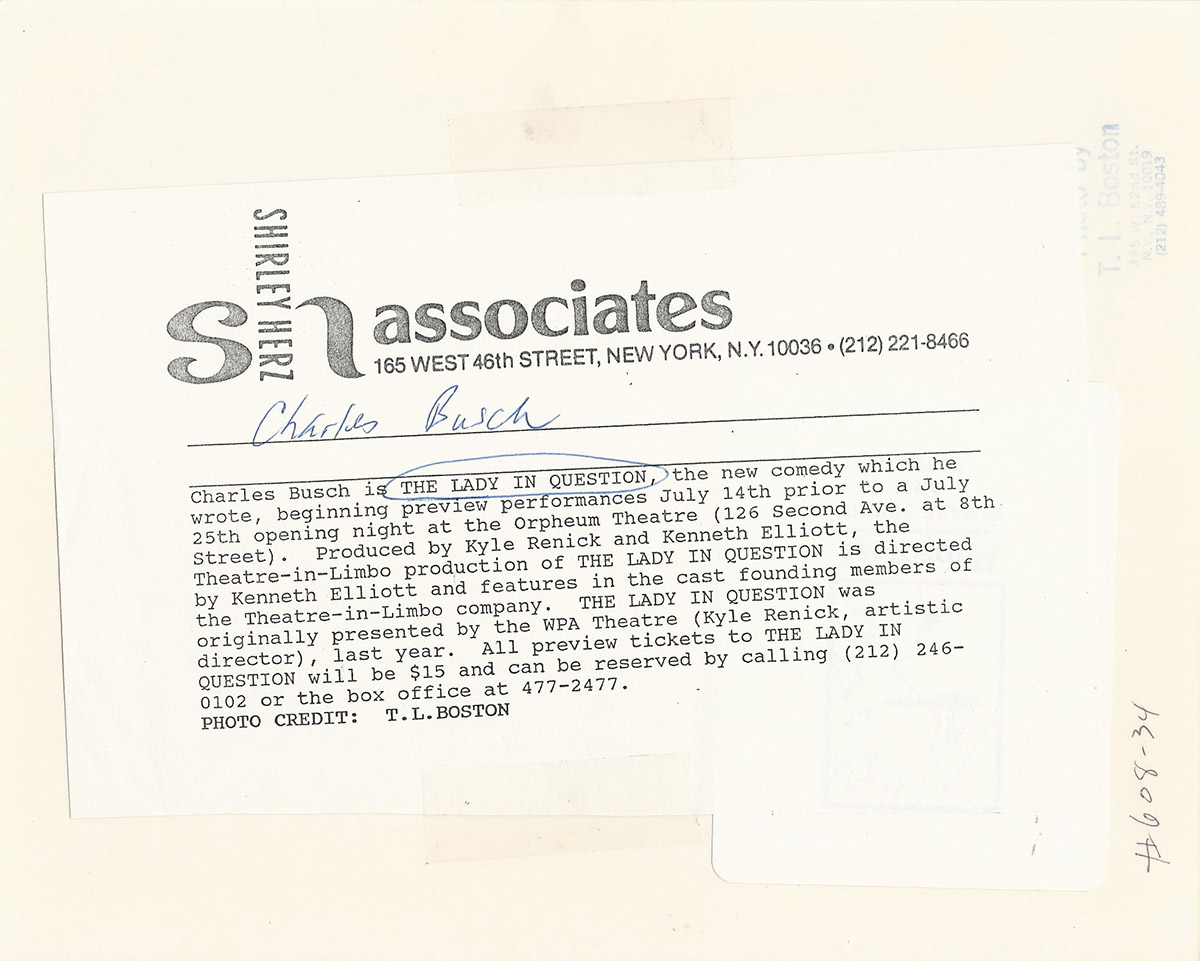 SHIRLEY HERZ
sh associates
165 WEST 46th STREET, NEW YORK, N.Y. 10036 • (212) 221-8466
Charles Busch
Charles Busch is THE LADY IN QUESTION, the new comedy which he
wrote, beginning preview performances July 14th prior to a July
25th opening night at the Orpheum Theatre (126 Second Ave. at 8th
Street).  Produced by Kyle Renick and Kenneth Elliott, the
Theatre-in-Limbo production of THE LADY IN QUESTION is directed
by Kenneth Elliott and features in the cast founding members of
the Theatre-in-Limbo company.  THE LADY IN QUESTION was
originally presented by the WPA Theatre (Kyle Renick, artistic
director), last year.  All preview tickets to THE LADY IN
QUESTION will be $15 and can be reserved by calling (212) 246-
0102 or the box office at 477-2477.
PHOTO CREDIT:  T.L.BOSTON
Photo by
T. L. Boston
W. 52nd St.
N.Y., N.Y. 10019
(212) 489-4043
#608-34